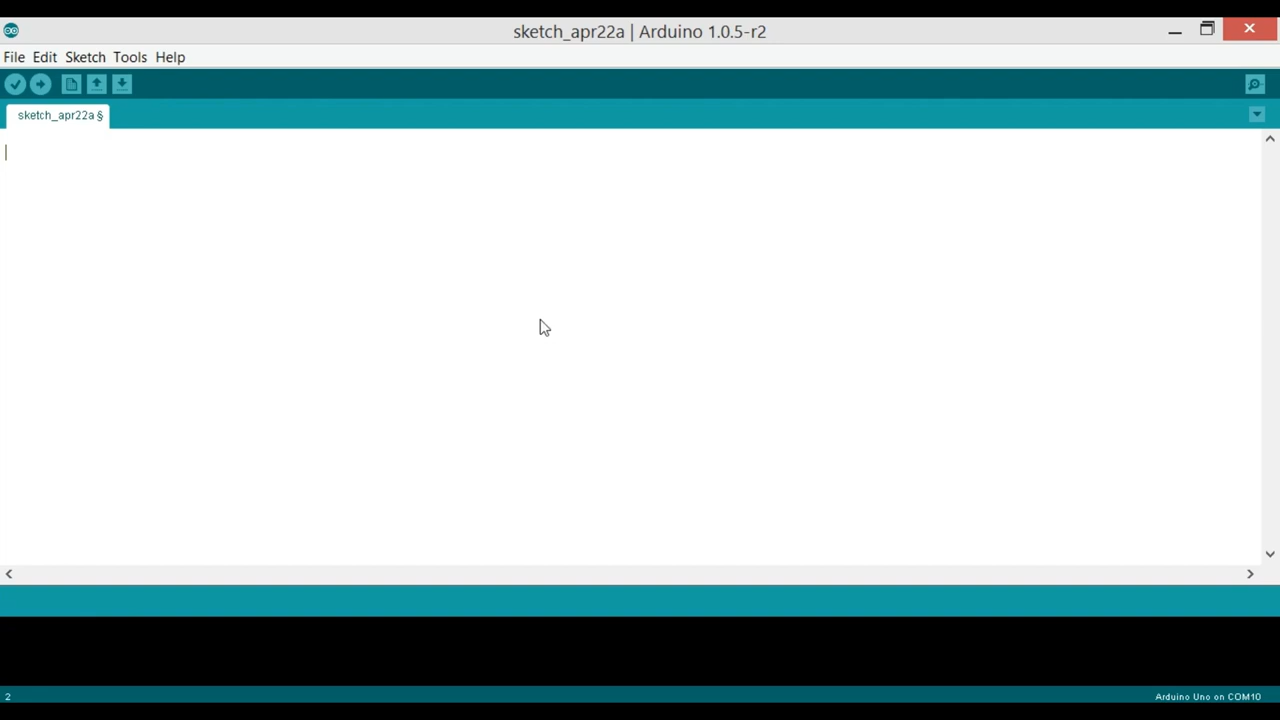 sketch_apr22a | Arduino 1.0.5-r2
File Edit Sketch Tools Help
sketch_apr22a §
2
Arduino Uno on COM10